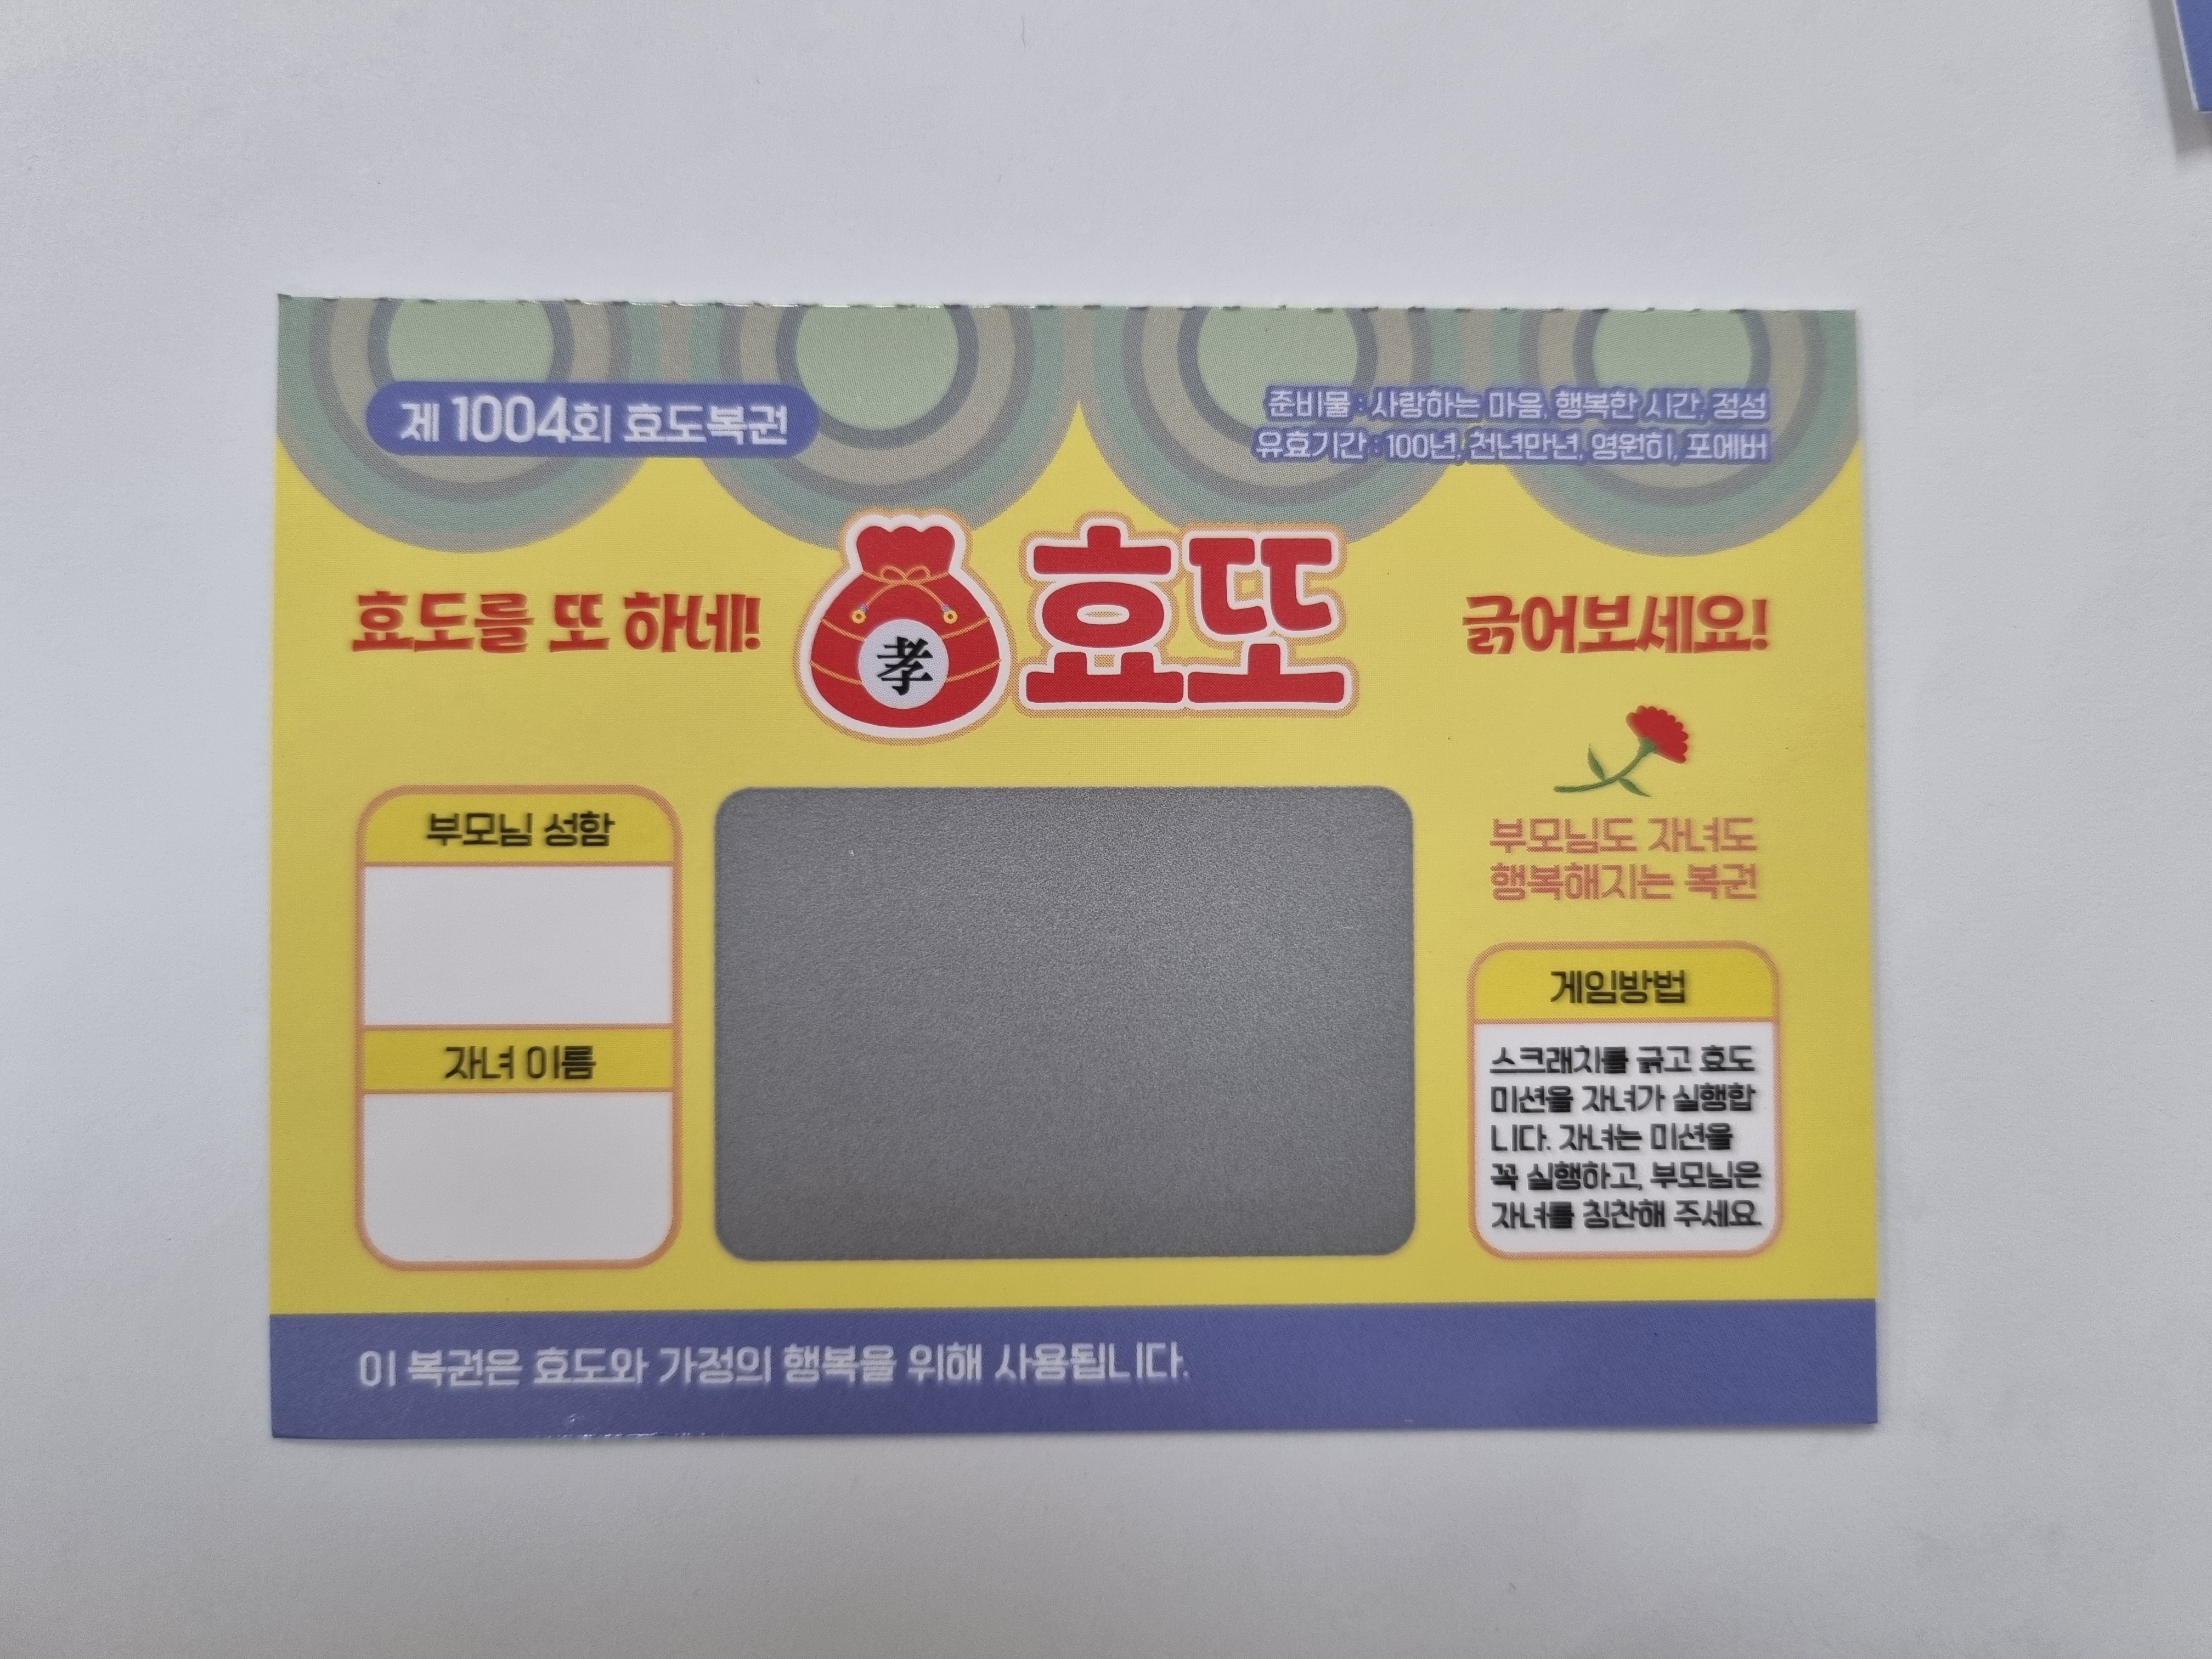 제 1004회 효도복권
준비물 : 사랑하는 마음, 행복한 시간, 정성
유효기간 : 100년, 천년만년, 영원히, 포에버
효도를 또 하네!
孝
효또
긁어보세요!
부모님 성함
자녀 이름
부모님도 자녀도
행복해지는 복권
게임방법
스크래치를 긁고 효도
미션을 자녀가 실행합
니다. 자녀는 미션을
꼭 실행하고, 부모님은
자녀를 칭찬해 주세요
이 복권은 효도와 가정의 행복을 위해 사용됩니다.